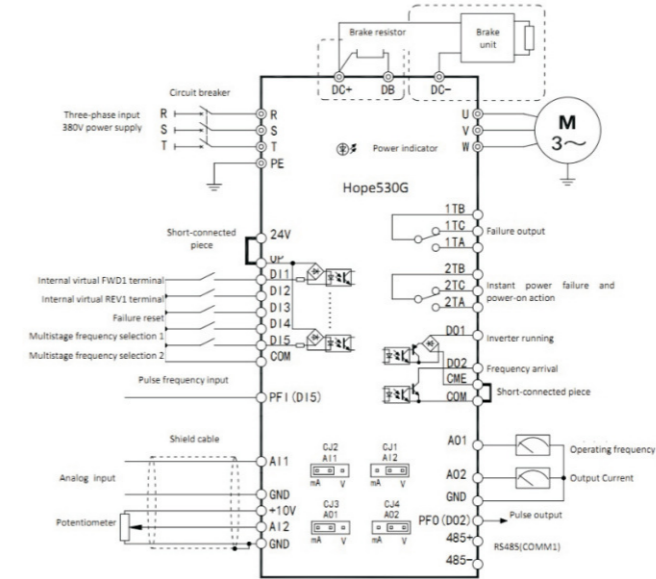 Brake resistor
Brake
unit
DC+
DB
DC-
Circuit breaker
Three-phase input
380V power supply
R
S
T
R
S
T
PE
U
V
W
M
3~
Power indicator
Hope530G
Short-connected
piece
24V
UP
1TB
1TC
1TA
Failure output
2TB
2TC
2TA
Instant power failure and
power-on action
Internal virtual FWD1 terminal
Internal virtual REV1 terminal
Failure reset
Multistage frequency selection 1
Multistage frequency selection 2
DI1
DI2
DI3
DI4
DI5
COM
DO1
Inverter running
DO2
Frequency arrival
CME
COM
Short-connected piece
Pulse frequency input
PFI(DI5)
Shield cable
Analog input
AI1
GND
Potentiometer
+10V
AI2
GND
CJ2
AI1
mA V
CJ1
AI2
mA V
CJ3
AO1
mA V
CJ4
AO2
mA V
AO1
Operating frequency
AO2
Output Current
GND
PFO(DO2)
Pulse output
485+
485-
RS485(COMM1)